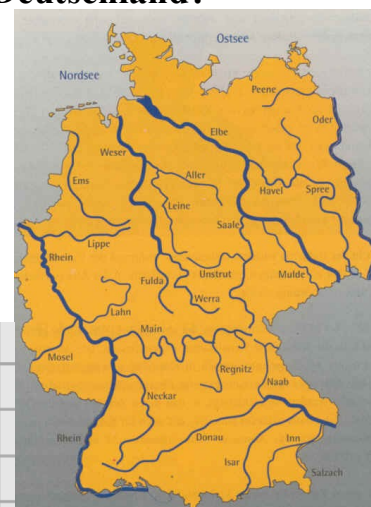 Deutschland?
Ostsee
Nordsee
Peene
Oder
Elbe
Weser
Aller
Ems
Havel
Spree
Leine
Saale
Lippe
Rhein
Unstrut
Mulde
Fulda
Werra
Lahn
Main
Mosel
Regnitz
Naab
Neckar
Rhein
Donau
Inn
Isar
Salzach